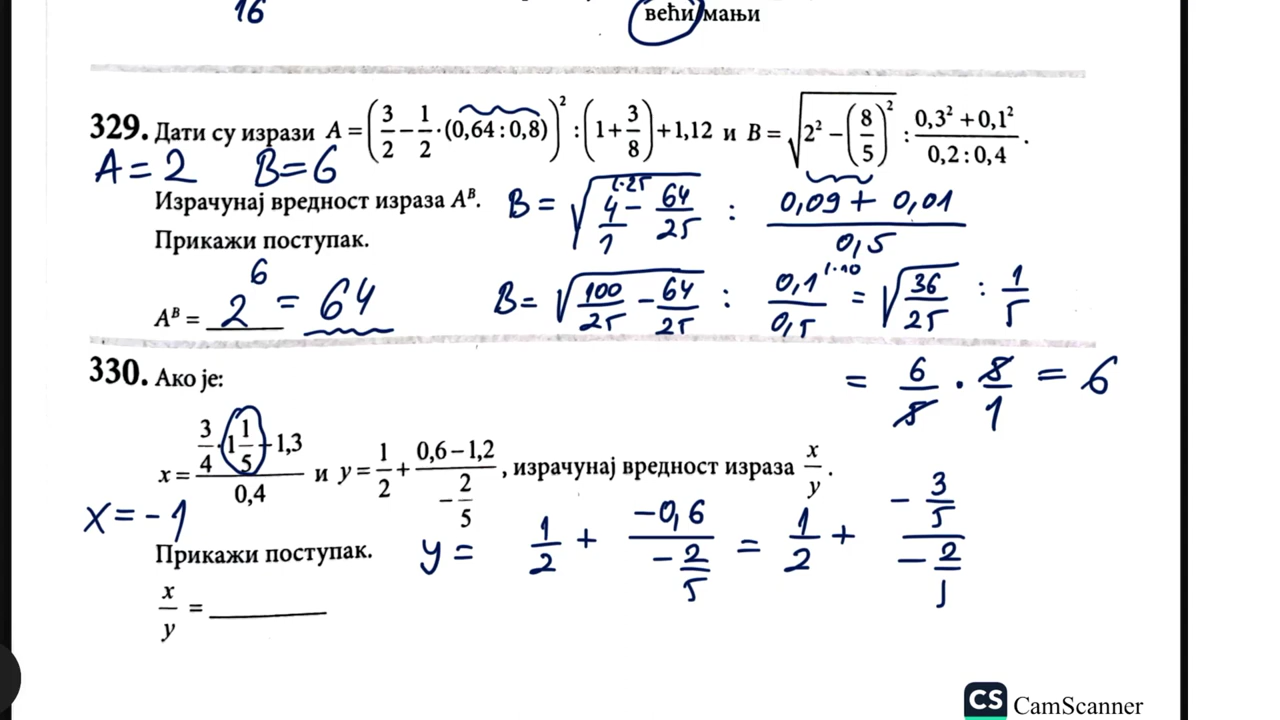 16
већи/мањи
329. Дати су изрази A = (3/2 − 1/2 · (0,64 : 0,8))² : (1 + 3/8) + 1,12 и B = √(2² − (8/5)²) : (0,3² + 0,1²)/(0,2 : 0,4).
A = 2 B = 6
Израчунај вредност израза Aᴮ.
B = √(4/1 − 64/25) : (0,09 + 0,01)/0,5
Прикажи поступак.
Aᴮ = 2⁶ = 64
B = √(100/25 − 64/25) : 0,1/0,5 = √(36/25) : 1/5
= 6/5 · 5/1 = 6
330. Ако је:
x = (3/4 · 1 1/5 − 1,3)/0,4 и y = 1/2 + (0,6 − 1,2)/(−2/5), израчунај вредност израза x/y.
x = −1
Прикажи поступак.
y = 1/2 + −0,6/(−2/5) = 1/2 + (−3/5)/(−2/
x/y = ______
CS CamScanner